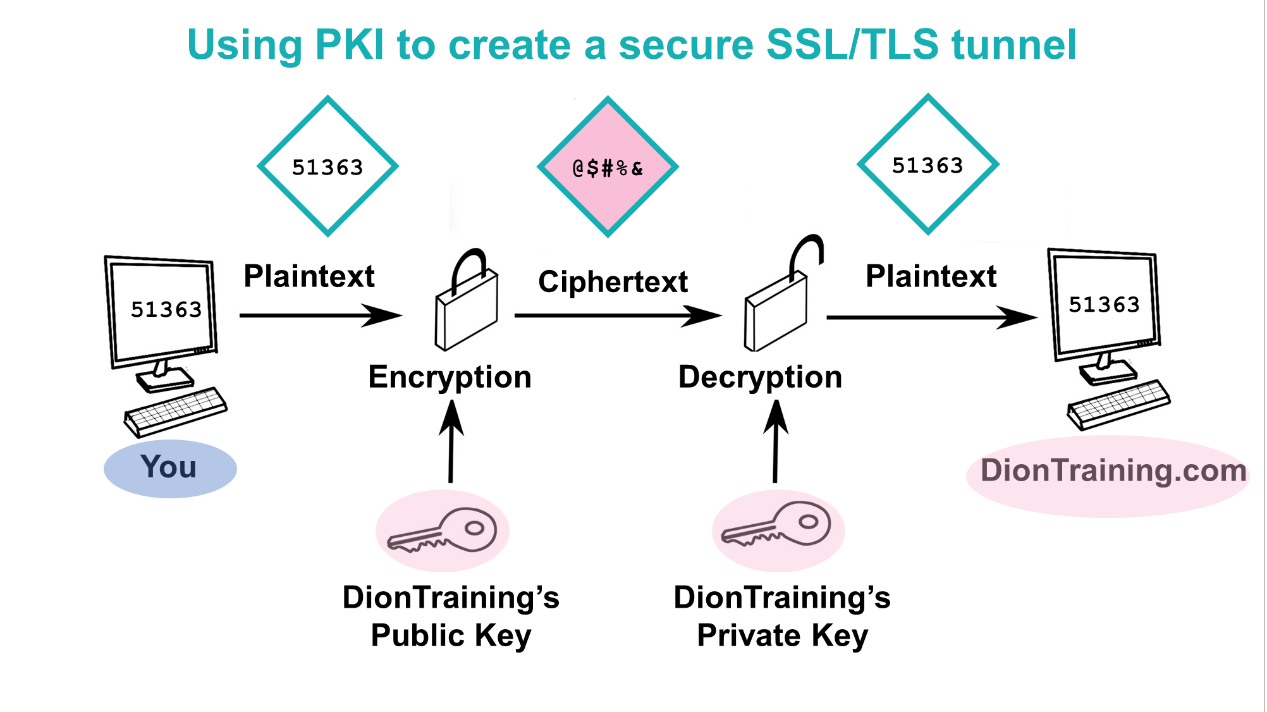 Using PKI to create a secure SSL/TLS tunnel
51363
@$#%&
51363
Plaintext
Ciphertext
Plaintext
51363
51363
Encryption
Decryption
You
DionTraining.com
DionTraining’s
Public Key
DionTraining’s
Private Key